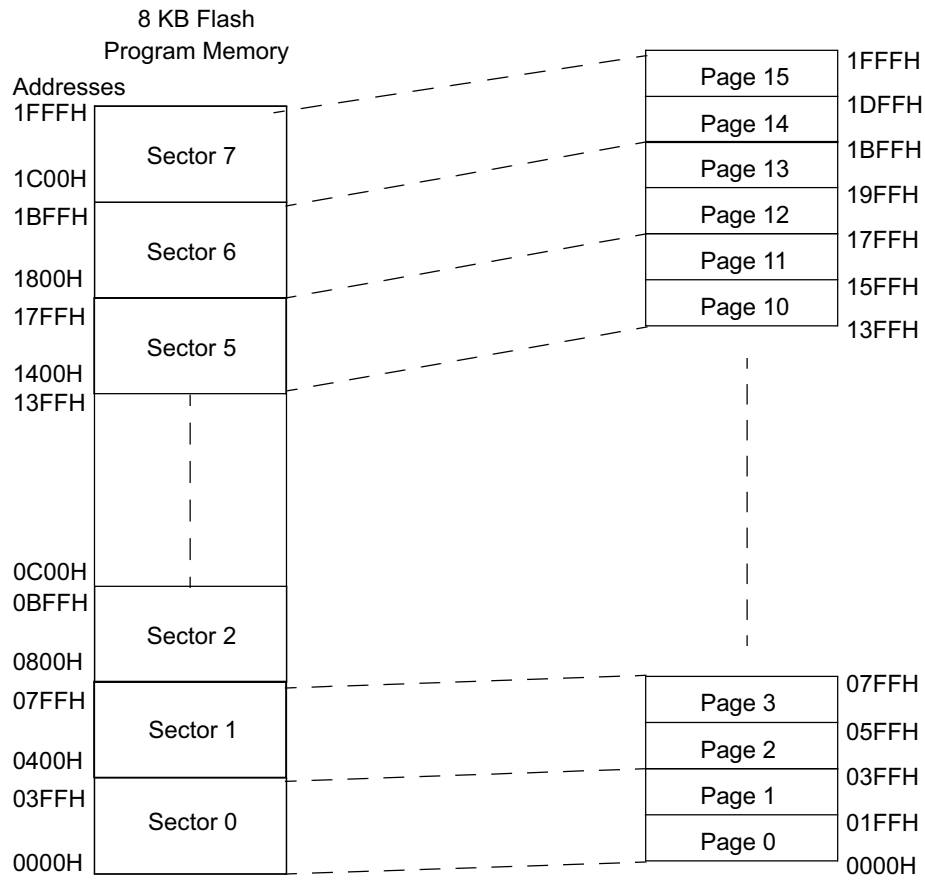 8 KB Flash
Program Memory
Addresses
1FFFH
Sector 7
1C00H
1BFFH
Sector 6
1800H
17FFH
Sector 5
1400H
13FFH
0C00H
0BFFH
Sector 2
0800H
07FFH
Sector 1
0400H
03FFH
Sector 0
0000H
1FFFH
Page 15
1DFFH
Page 14
1BFFH
Page 13
19FFH
Page 12
17FFH
Page 11
15FFH
Page 10
13FFH
07FFH
Page 3
05FFH
Page 2
03FFH
Page 1
01FFH
Page 0
0000H